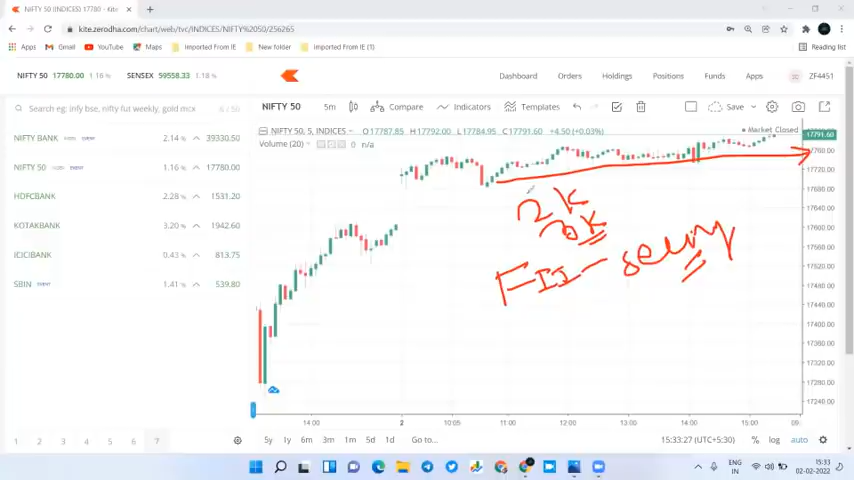 NIFTY 50 (INDICES) 17780 - Kite
kite.zerodha.com/chart/web/tvc/INDICES/NIFTY%2050/256265
Apps
Gmail
YouTube
Maps
Imported From IE
New folder
Imported From IE (1)
Reading list
NIFTY 50 17780.00 1.16 %
SENSEX 59558.33 1.18 %
Dashboard
Orders
Holdings
Positions
Funds
Apps
ZF4451
Search eg: infy bse, nifty fut weekly, gold mcx
6 / 50
NIFTY 50
5m
Compare
Indicators
Templates
Save
NIFTY BANK
2.14 % 39330.50
NIFTY 50
1.16 % 17780.00
HDFCBANK
2.28 % 1531.20
KOTAKBANK
3.20 % 1942.60
ICICIBANK
0.43 % 813.75
SBIN
1.41 % 539.80
NIFTY 50, 5, INDICES
O17787.85 H17792.00 L17784.95 C17791.60 +4.50 (+0.03%)
Market Closed
Volume (20)
0 n/a
17791.60
17760.00
17720.00
17680.00
17640.00
17600.00
17560.00
17520.00
17480.00
17440.00
17400.00
17360.00
17320.00
17280.00
17240.00
2 K
20K
FII - selling
14:00
2
10:05
11:00
12:00
13:00
14:00
15:00
09:
1
2
3
4
5
6
7
5y
1y
6m
3m
1m
5d
1d
Go to...
15:33:27 (UTC+5:30)
%
log
auto
ENG
IN
15:33
02-02-2022